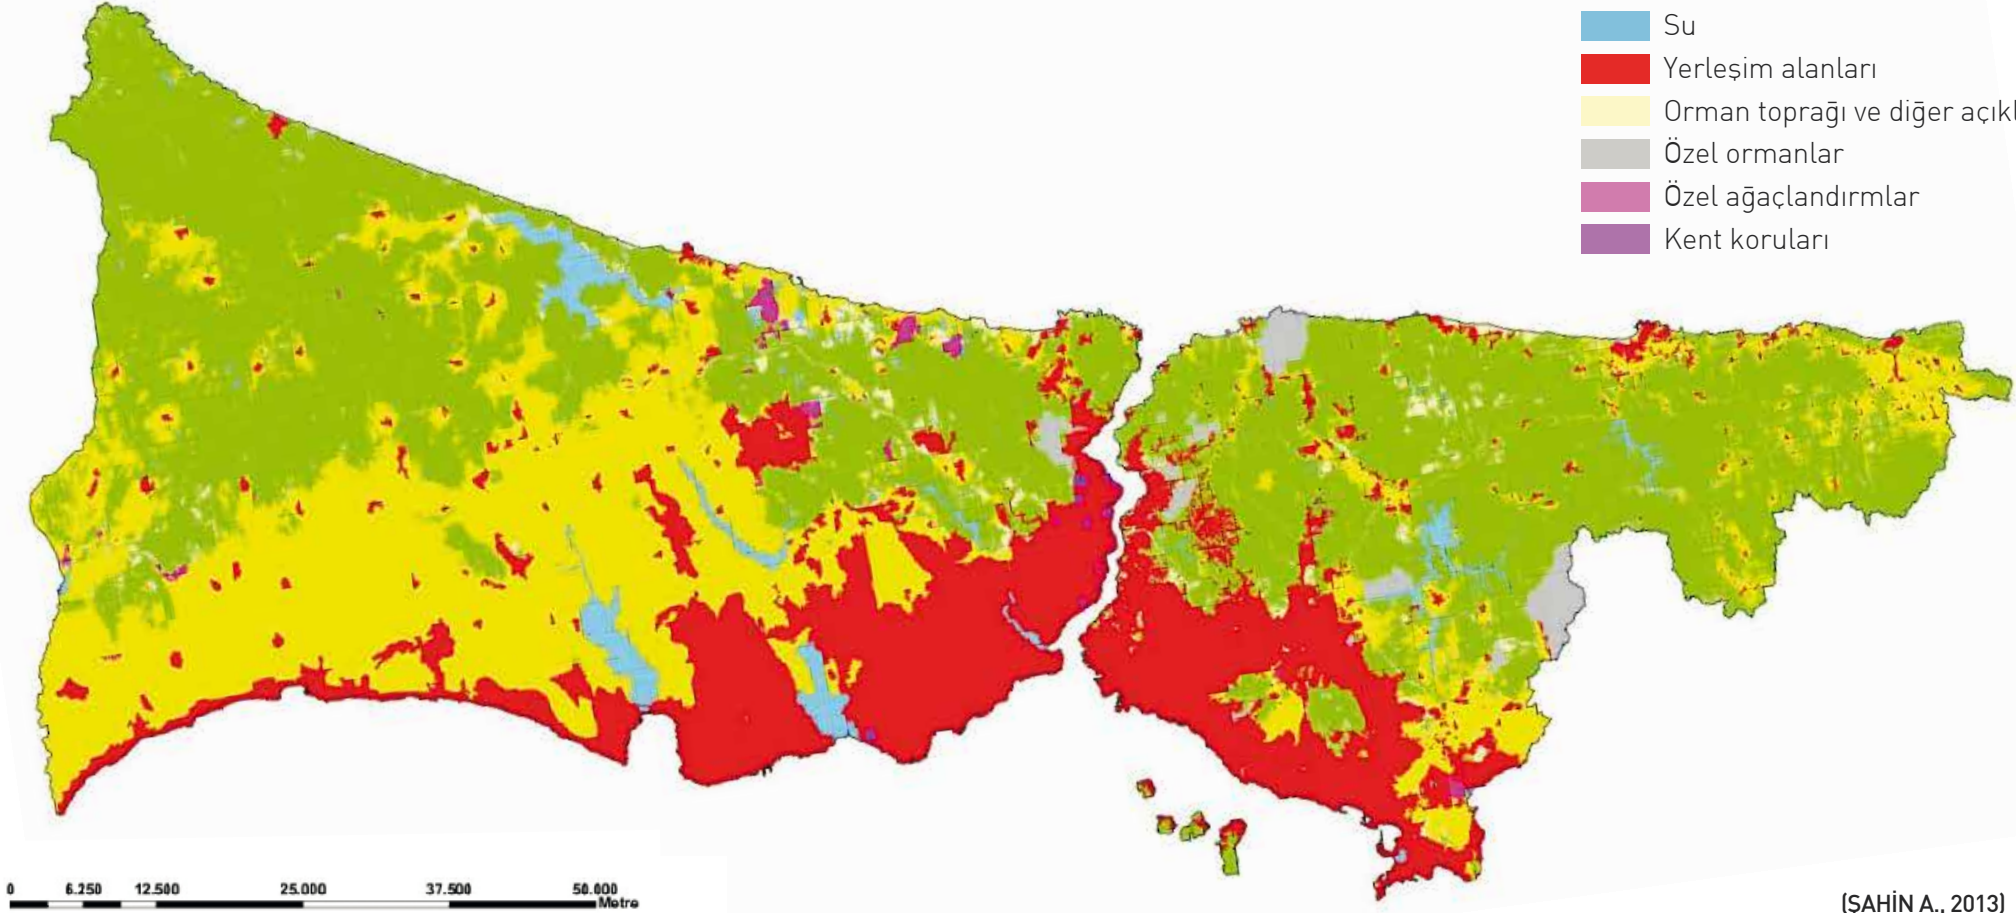 Su
Yerleşim alanları
Orman toprağı ve diğer açıkl
Özel ormanlar
Özel ağaçlandırmlar
Kent koruları
0 6.250 12.500 25.000 37.500 50.000
Metre
(ŞAHİN A., 2013)